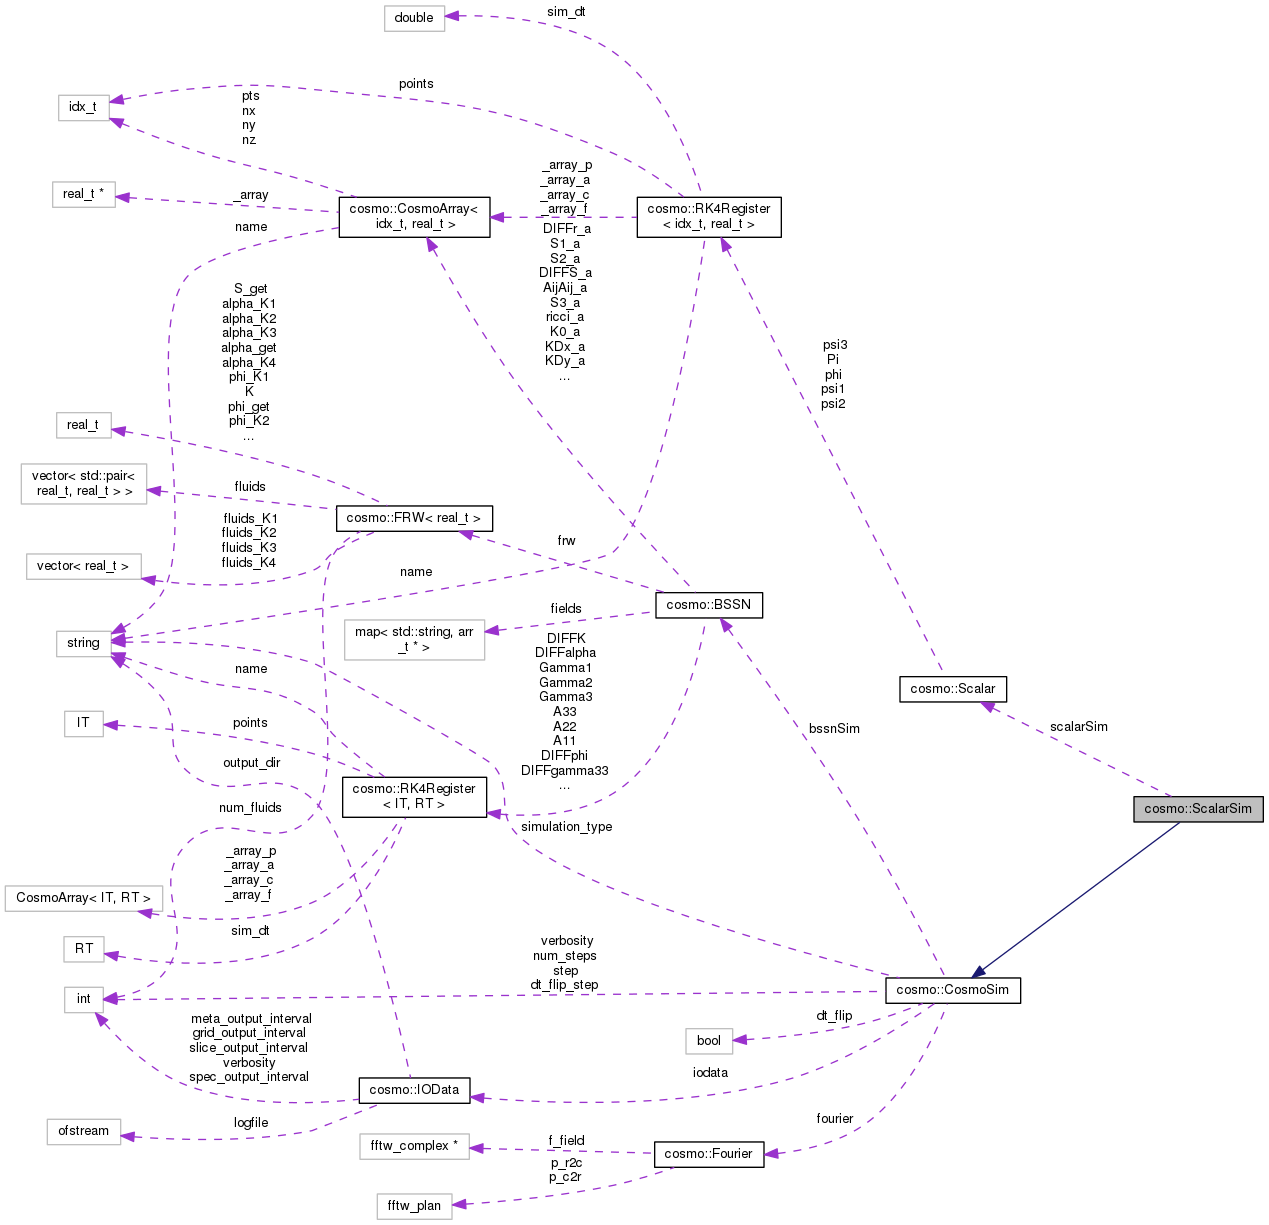 double
sim_dt
points
idx_t
pts
nx
ny
nz
real_t *
_array
cosmo::CosmoArray<
idx_t, real_t >
_array_p
_array_a
_array_c
_array_f
cosmo::RK4Register
< idx_t, real_t >
name
DIFFr_a
S1_a
S2_a
DIFFS_a
AijAij_a
S3_a
ricci_a
K0_a
KDx_a
KDy_a
...
S_get
alpha_K1
alpha_K2
alpha_K3
alpha_get
alpha_K4
phi_K1
K
phi_get
phi_K2
...
psi3
Pi
phi
psi1
psi2
real_t
vector< std::pair<
real_t, real_t > >
fluids
cosmo::FRW< real_t >
fluids_K1
fluids_K2
fluids_K3
fluids_K4
frw
vector< real_t >
name
cosmo::BSSN
fields
map< std::string, arr
_t * >
string
name
DIFFK
DIFFalpha
Gamma1
Gamma2
Gamma3
A33
A22
A11
DIFFphi
DIFFgamma33
...
cosmo::Scalar
IT
points
bssnSim
scalarSim
output_dir
cosmo::RK4Register
< IT, RT >
num_fluids
simulation_type
cosmo::ScalarSim
_array_p
_array_a
_array_c
_array_f
CosmoArray< IT, RT >
sim_dt
RT
verbosity
num_steps
step
dt_flip_step
int
cosmo::CosmoSim
meta_output_interval
grid_output_interval
slice_output_interval
verbosity
spec_output_interval
dt_flip
bool
iodata
cosmo::IOData
ofstream
logfile
fourier
fftw_complex *
f_field
cosmo::Fourier
p_r2c
p_c2r
fftw_plan